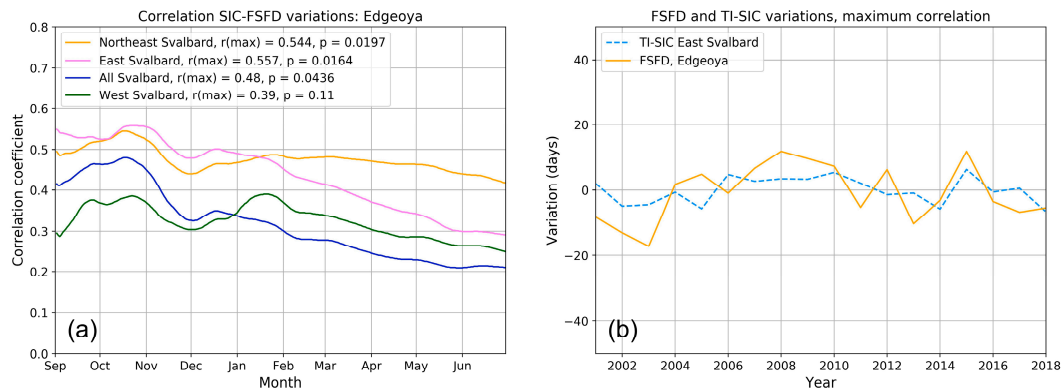 Correlation SIC-FSFD variations: Edgeoya
Correlation coefficient
0.8
0.7
0.6
0.5
0.4
0.3
0.2
0.1
0.0
Northeast Svalbard, r(max) = 0.544, p = 0.0197
East Svalbard, r(max) = 0.557, p = 0.0164
All Svalbard, r(max) = 0.48, p = 0.0436
West Svalbard, r(max) = 0.39, p = 0.11
(a)
Sep Oct Nov Dec Jan Feb Mar Apr May Jun
Month
FSFD and TI-SIC variations, maximum correlation
Variation (days)
40
20
0
−20
−40
TI-SIC East Svalbard
FSFD, Edgeoya
(b)
2002 2004 2006 2008 2010 2012 2014 2016 2018
Year